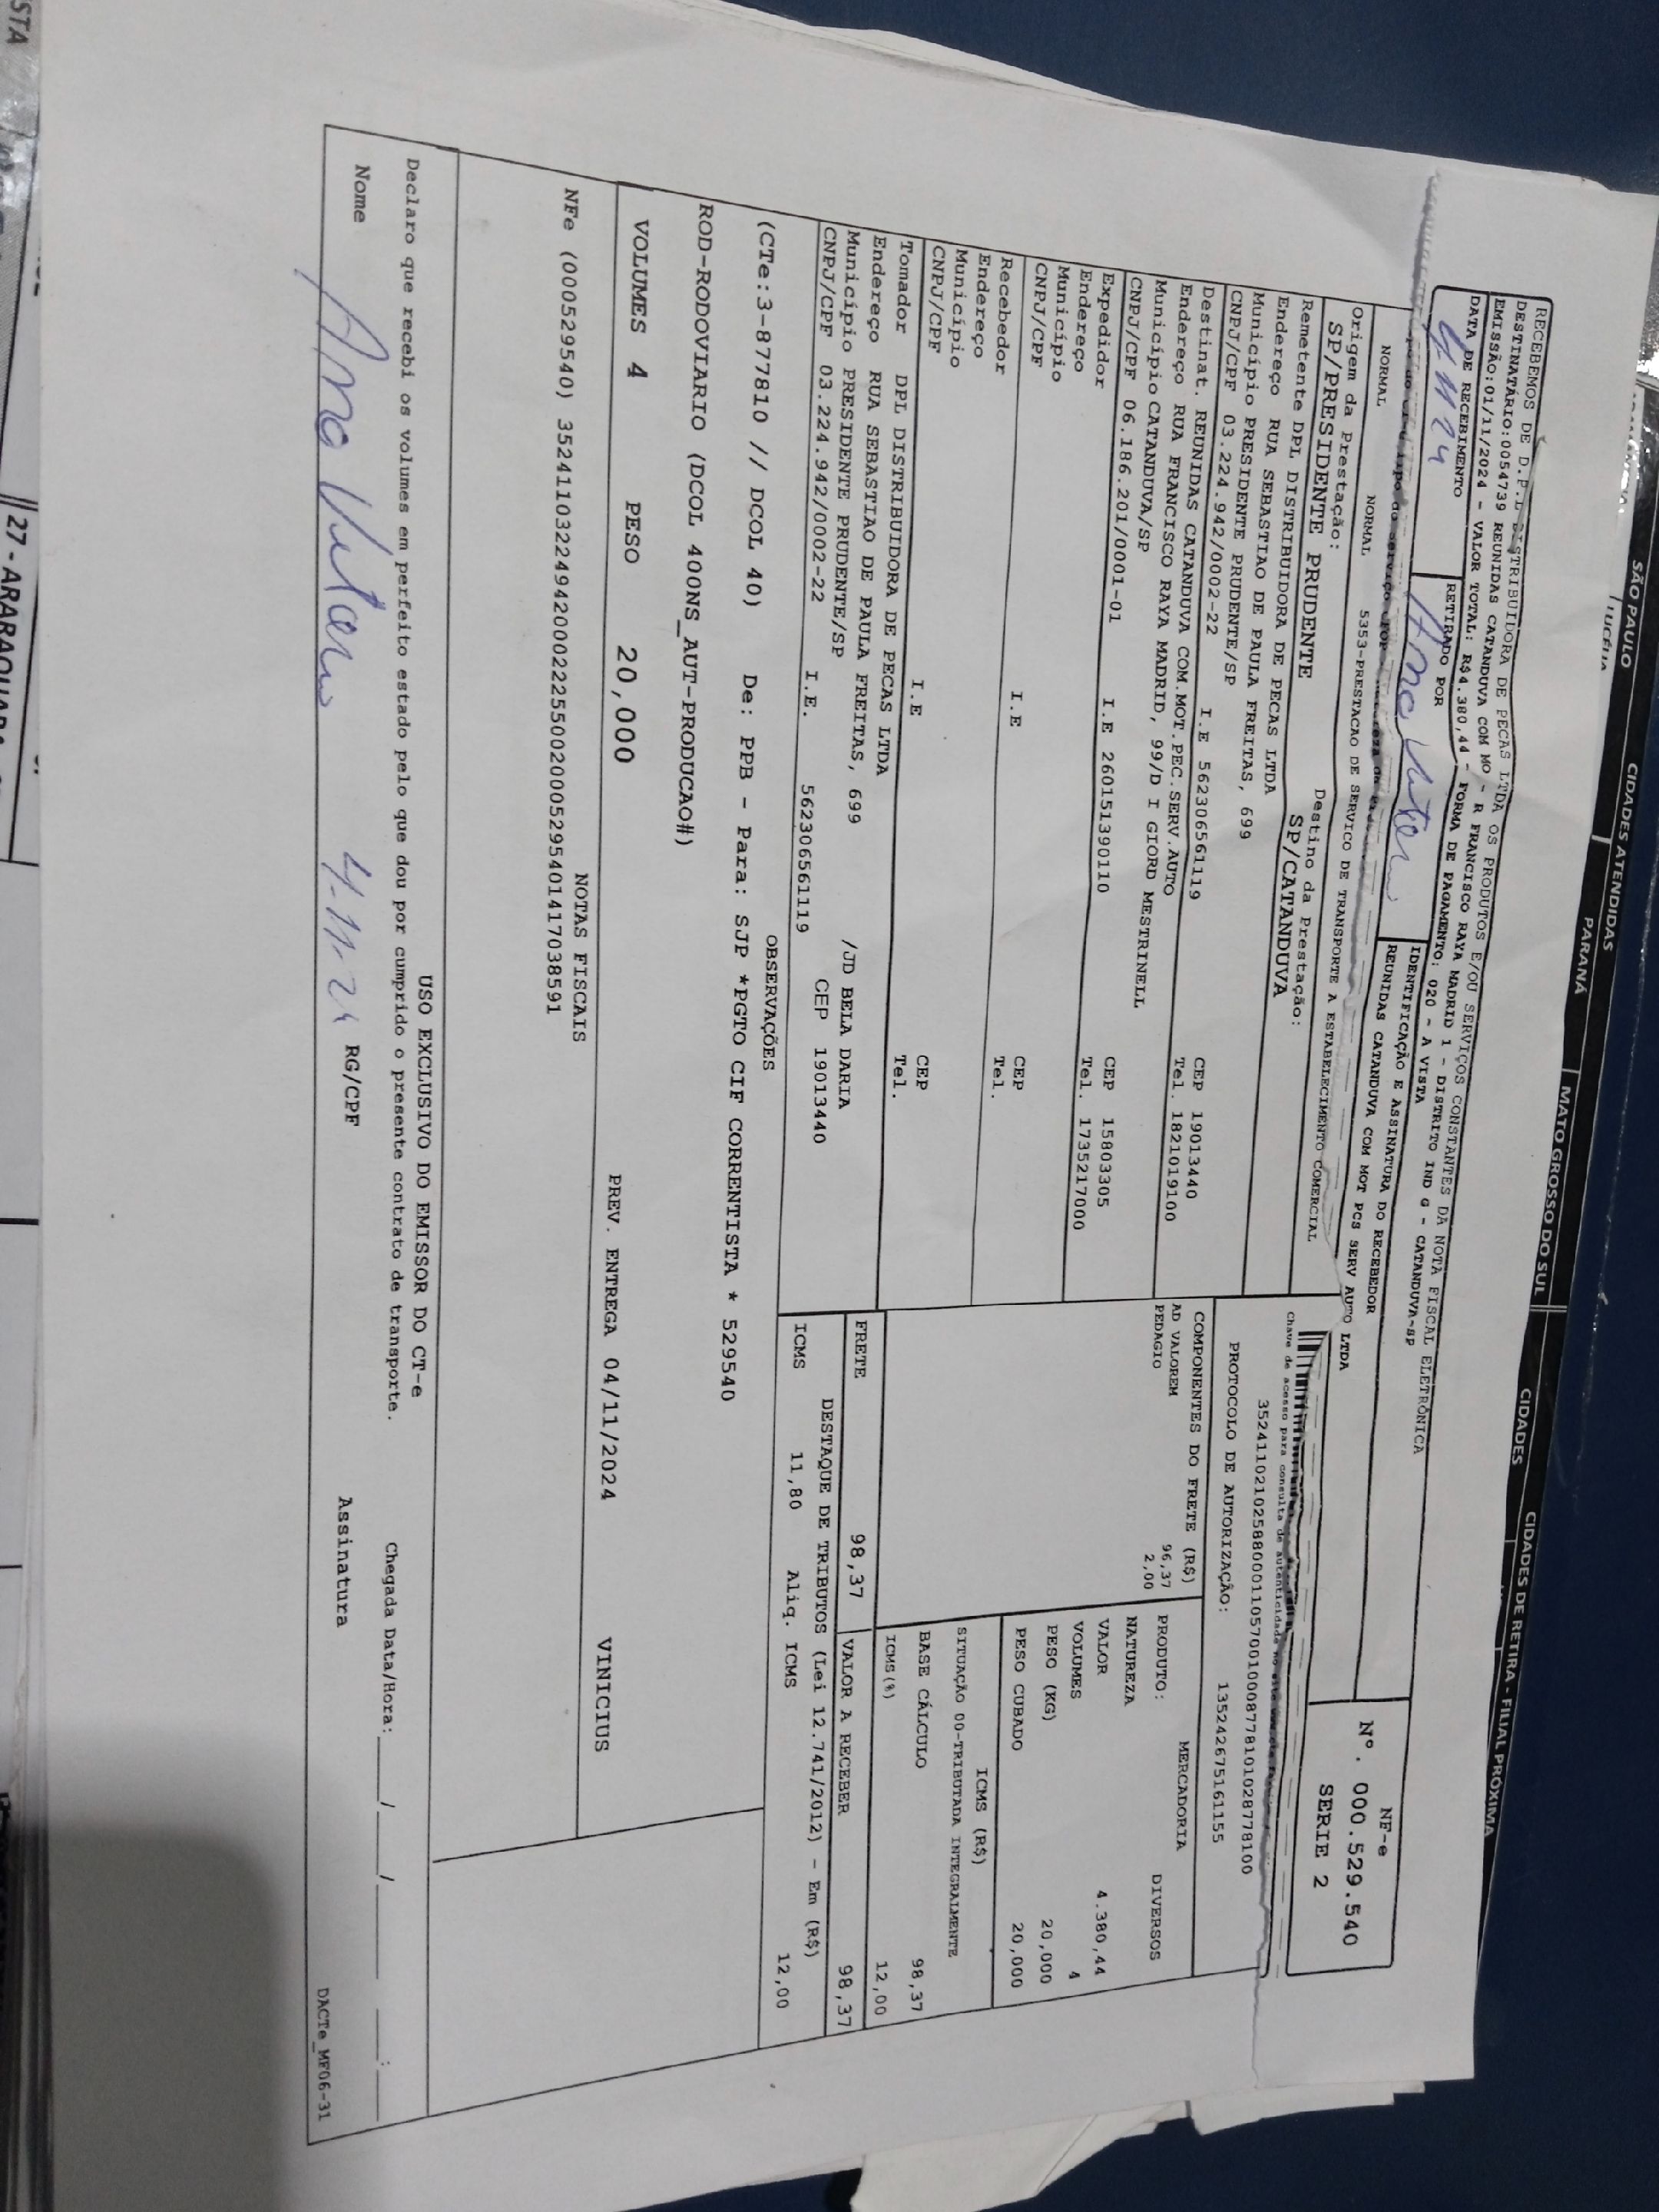 SÃO PAULO
CIDADES ATENDIDAS
PARANÁ
MATO GROSSO DO SUL
CIDADES
CIDADES DE RETIRA - FILIAL PRÓXIMA
LUCÉLIA
RECEBEMOS DE D.P.L DISTRIBUIDORA DE PECAS LTDA OS PRODUTOS E/OU SERVIÇOS CONSTANTES DA NOTA FISCAL ELETRÔNICA
DESTINATÁRIO:0054739 REUNIDAS CATANDUVA COM MO - R FRANCISCO RAYA MADRID 1 - DISTRITO IND G - CATANDUVA-SP
EMISSÃO:01/11/2024 - VALOR TOTAL: R$4.380,44 - FORMA DE PAGAMENTO: 020 - A VISTA
DATA DE RECEBIMENTO
RETIRADO POR
IDENTIFICAÇÃO E ASSINATURA DO RECEBEDOR
REUNIDAS CATANDUVA COM MOT PCS SERV AUTO LTDA
4.11.24
Ana
NF-e
Nº. 000.529.540
SERIE 2
NORMAL
NORMAL
5353-PRESTACAO DE SERVICO DE TRANSPORTE A ESTABELECIMENTO COMERCIAL
Origem da Prestação:
SP/PRESIDENTE PRUDENTE
Destino da Prestação:
SP/CATANDUVA
Chave de acesso para consulta de autenticidade no
35241102102588000110570010008778101028778100
PROTOCOLO DE AUTORIZAÇÃO: 135242675161155
Remetente DPL DISTRIBUIDORA DE PECAS LTDA
Endereço RUA SEBASTIAO DE PAULA FREITAS, 699
Município PRESIDENTE PRUDENTE/SP CEP 19013440
CNPJ/CPF 03.224.942/0002-22 I.E 562306561119 Tel. 1821019100
Destinat. REUNIDAS CATANDUVA COM.MOT.PEC.SERV.AUTO
Endereço RUA FRANCISCO RAYA MADRID, 99/D I GIORD MESTRINELL
Município CATANDUVA/SP CEP 15803305
CNPJ/CPF 06.186.201/0001-01 I.E 260151390110 Tel. 1735217000
Expedidor
Endereço
Município CEP
CNPJ/CPF I.E Tel.
Recebedor
Endereço
Município CEP
CNPJ/CPF I.E Tel.
Tomador DPL DISTRIBUIDORA DE PECAS LTDA
Endereço RUA SEBASTIAO DE PAULA FREITAS, 699 /JD BELA DARIA
Município PRESIDENTE PRUDENTE/SP CEP 19013440
CNPJ/CPF 03.224.942/0002-22 I.E. 562306561119
COMPONENTES DO FRETE (R$)
AD VALOREM 96,37
PEDAGIO 2,00
MERCADORIA
PRODUTO: DIVERSOS
NATUREZA
VALOR 4.380,44
VOLUMES 4
PESO (KG) 20,000
PESO CUBADO 20,000
ICMS (R$)
SITUAÇÃO 00-TRIBUTADA INTEGRALMENTE
BASE CÁLCULO 98,37
ICMS(%) 12,00
FRETE 98,37
VALOR A RECEBER 98,37
DESTAQUE DE TRIBUTOS (Lei 12.741/2012) - Em (R$)
ICMS 11,80 Aliq. ICMS 12,00
OBSERVAÇÕES
(CTe:3-877810 // DCOL 40) De: PPB - Para: SJP *PGTO CIF CORRENTISTA * 529540
ROD-RODOVIARIO (DCOL 400NS_AUT-PRODUCAO#)
VOLUMES 4 PESO 20,000 PREV. ENTREGA 04/11/2024 VINICIUS
NOTAS FISCAIS
NFe (000529540) 35241103224942000222550020005295401417038591
USO EXCLUSIVO DO EMISSOR DO CT-e
Declaro que recebi os volumes em perfeito estado pelo que dou por cumprido o presente contrato de transporte. Chegada Data/Hora: ___/___/_____ ___:___
Nome Ana 4.11.24 RG/CPF Assinatura
DACTe_MF06-31
27 - ARARAQUARA